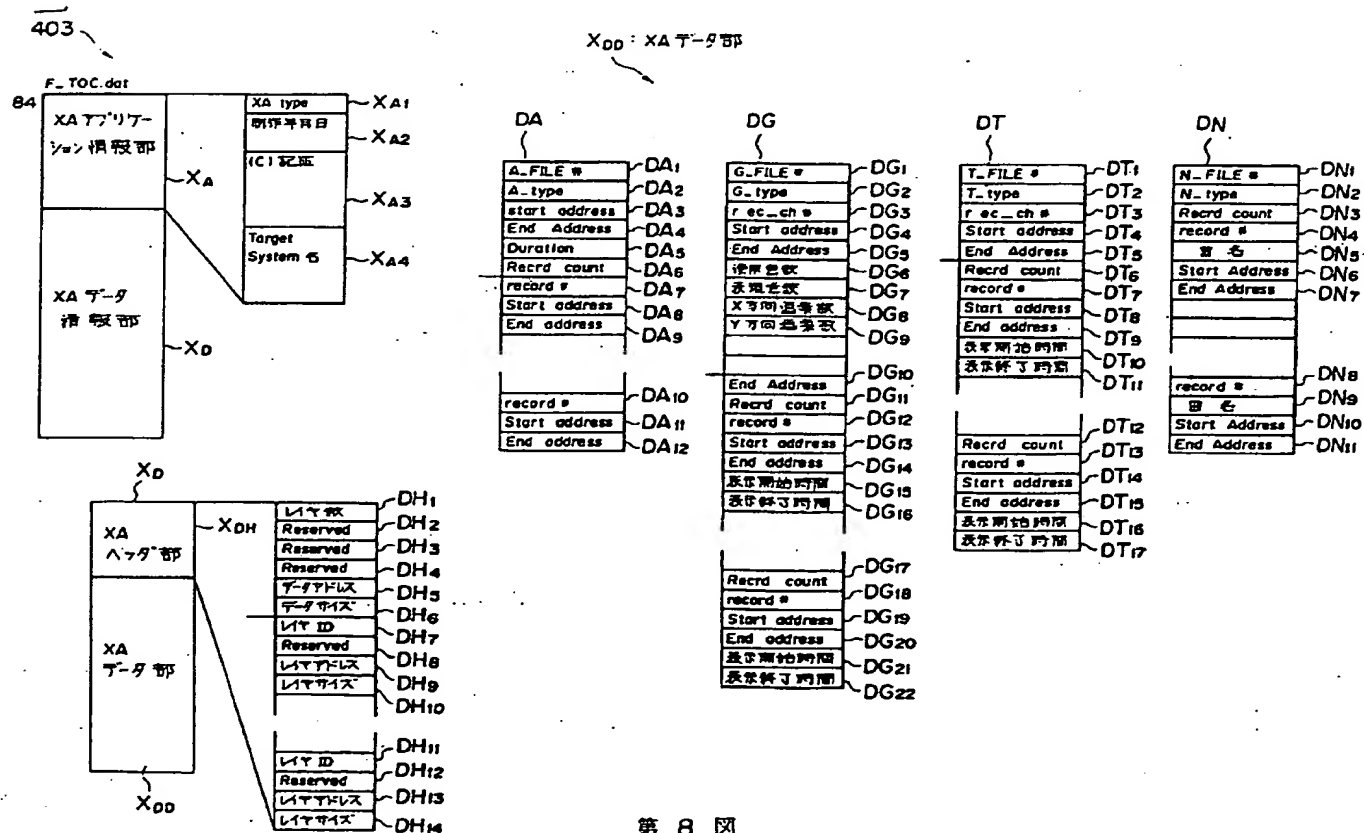 403
F_TOC.dat
84
XAアプリケー
ション情報部
XA
XAデータ
情報部
XD
XA type
XA1
制作年月日
XA2
(C)記述
XA3
Target
System名
XA4
XD
XA
ヘッダ部
XDH
XA
データ部
XDD
レイヤ数
DH1
Reserved
DH2
Reserved
DH3
Reserved
DH4
データアドレス
DH5
データサイズ
DH6
レイヤID
DH7
Reserved
DH8
レイヤアドレス
DH9
レイヤサイズ
DH10
レイヤID
DH11
Reserved
DH12
レイヤアドレス
DH13
レイヤサイズ
DH14
XDD:XAデータ部
DA
A_FILE #
DA1
A_type
DA2
start address
DA3
End Address
DA4
Duration
DA5
Recrd count
DA6
record #
DA7
Start address
DA8
End address
DA9
record #
DA10
Start address
DA11
End address
DA12
DG
G_FILE #
DG1
G_type
DG2
rec_ch #
DG3
Start address
DG4
End Address
DG5
使用色数
DG6
表現色数
DG7
X方向画素数
DG8
Y方向画素数
DG9
End Address
DG10
Recrd count
DG11
record #
DG12
Start address
DG13
End address
DG14
表示開始時間
DG15
表示終了時間
DG16
Recrd count
DG17
record #
DG18
Start address
DG19
End address
DG20
表示開始時間
DG21
表示終了時間
DG22
DT
T_FILE #
DT1
T_type
DT2
rec_ch #
DT3
Start address
DT4
End Address
DT5
Recrd count
DT6
record #
DT7
Start address
DT8
End address
DT9
表示開始時間
DT10
表示終了時間
DT11
Recrd count
DT12
record #
DT13
Start address
DT14
End address
DT15
表示開始時間
DT16
表示終了時間
DT17
DN
N_FILE #
DN1
N_type
DN2
Recrd count
DN3
record #
DN4
曲名
DN5
Start Address
DN6
End Address
DN7
record #
DN8
曲名
DN9
Start Address
DN10
End Address
DN11
第8図